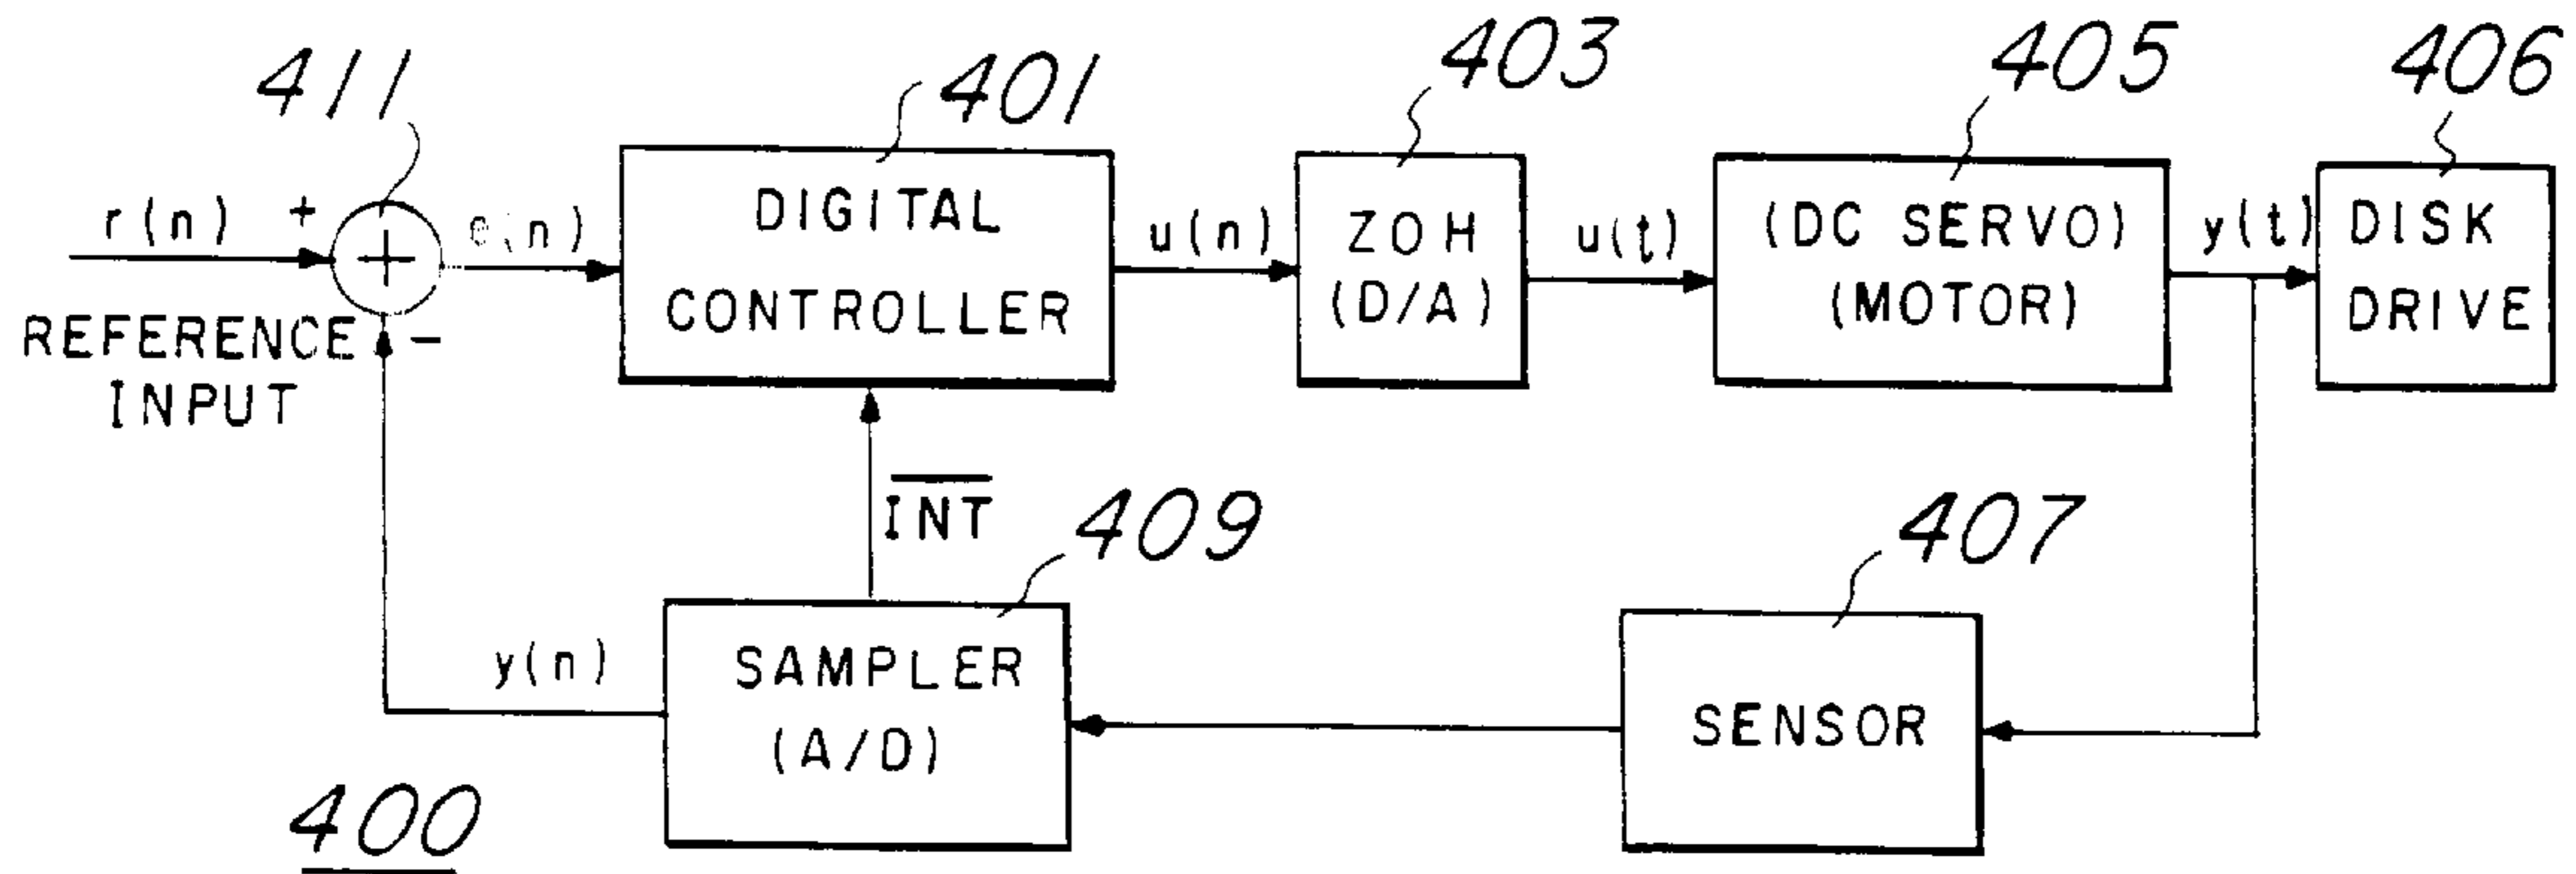 411
401
403
405
406
r(n)
+
+
e(n)
DIGITAL
CONTROLLER
u(n)
ZOH
(D/A)
u(t)
(DC SERVO)
(MOTOR)
y(t)
DISK
DRIVE
REFERENCE
INPUT
-
I̅N̅T̅
409
407
y(n)
SAMPLER
(A/D)
SENSOR
400